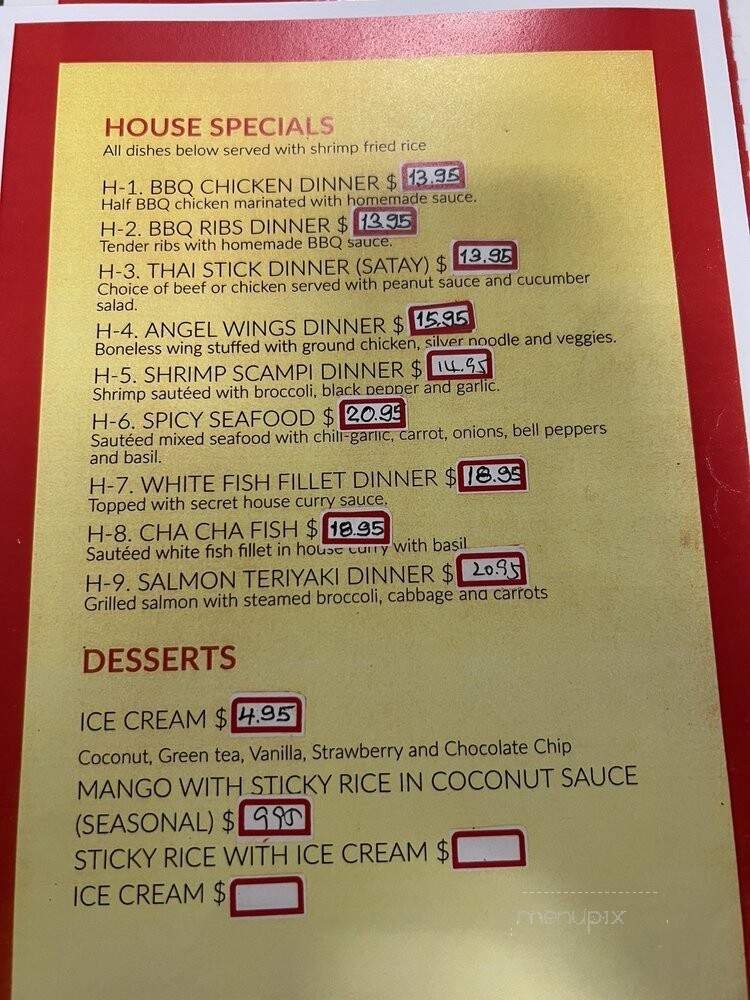 HOUSE SPECIALS
All dishes below served with shrimp fried rice
H-1. BBQ CHICKEN DINNER $ 13.95
Half BBQ chicken marinated with homemade sauce.
H-2. BBQ RIBS DINNER $ 13.95
Tender ribs with homemade BBQ sauce.
H-3. THAI STICK DINNER (SATAY) $ 13.95
Choice of beef or chicken served with peanut sauce and cucumber
salad.
H-4. ANGEL WINGS DINNER $ 15.95
Boneless wing stuffed with ground chicken, silver noodle and veggies.
H-5. SHRIMP SCAMPI DINNER $ 14.95
Shrimp sautéed with broccoli, black pepper and garlic.
H-6. SPICY SEAFOOD $ 20.95
Sautéed mixed seafood with chili-garlic, carrot, onions, bell peppers
and basil.
H-7. WHITE FISH FILLET DINNER $ 18.95
Topped with secret house curry sauce.
H-8. CHA CHA FISH $ 18.95
Sautéed white fish fillet in house curry with basil
H-9. SALMON TERIYAKI DINNER $ 20.95
Grilled salmon with steamed broccoli, cabbage and carrots
DESSERTS
ICE CREAM $ 4.95
Coconut, Green tea, Vanilla, Strawberry and Chocolate Chip
MANGO WITH STICKY RICE IN COCONUT SAUCE
(SEASONAL) $ 9.95
STICKY RICE WITH ICE CREAM $
ICE CREAM $
menupix